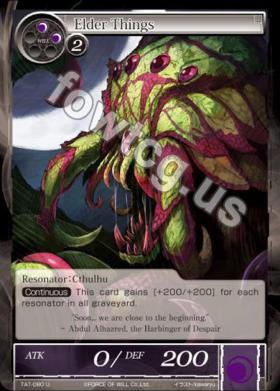 Elder Things
2
fowtcg.us
Resonator:Cthulhu
Continuous This card gains [+200/+200] for each
resonator in all graveyard.
"Soon... we are close to the beginning."
~ Abdul Alhazred, the Harbinger of Despair
ATK 0/DEF 200
TAT-080 U ©FORCE OF WILL Co.,Ltd.